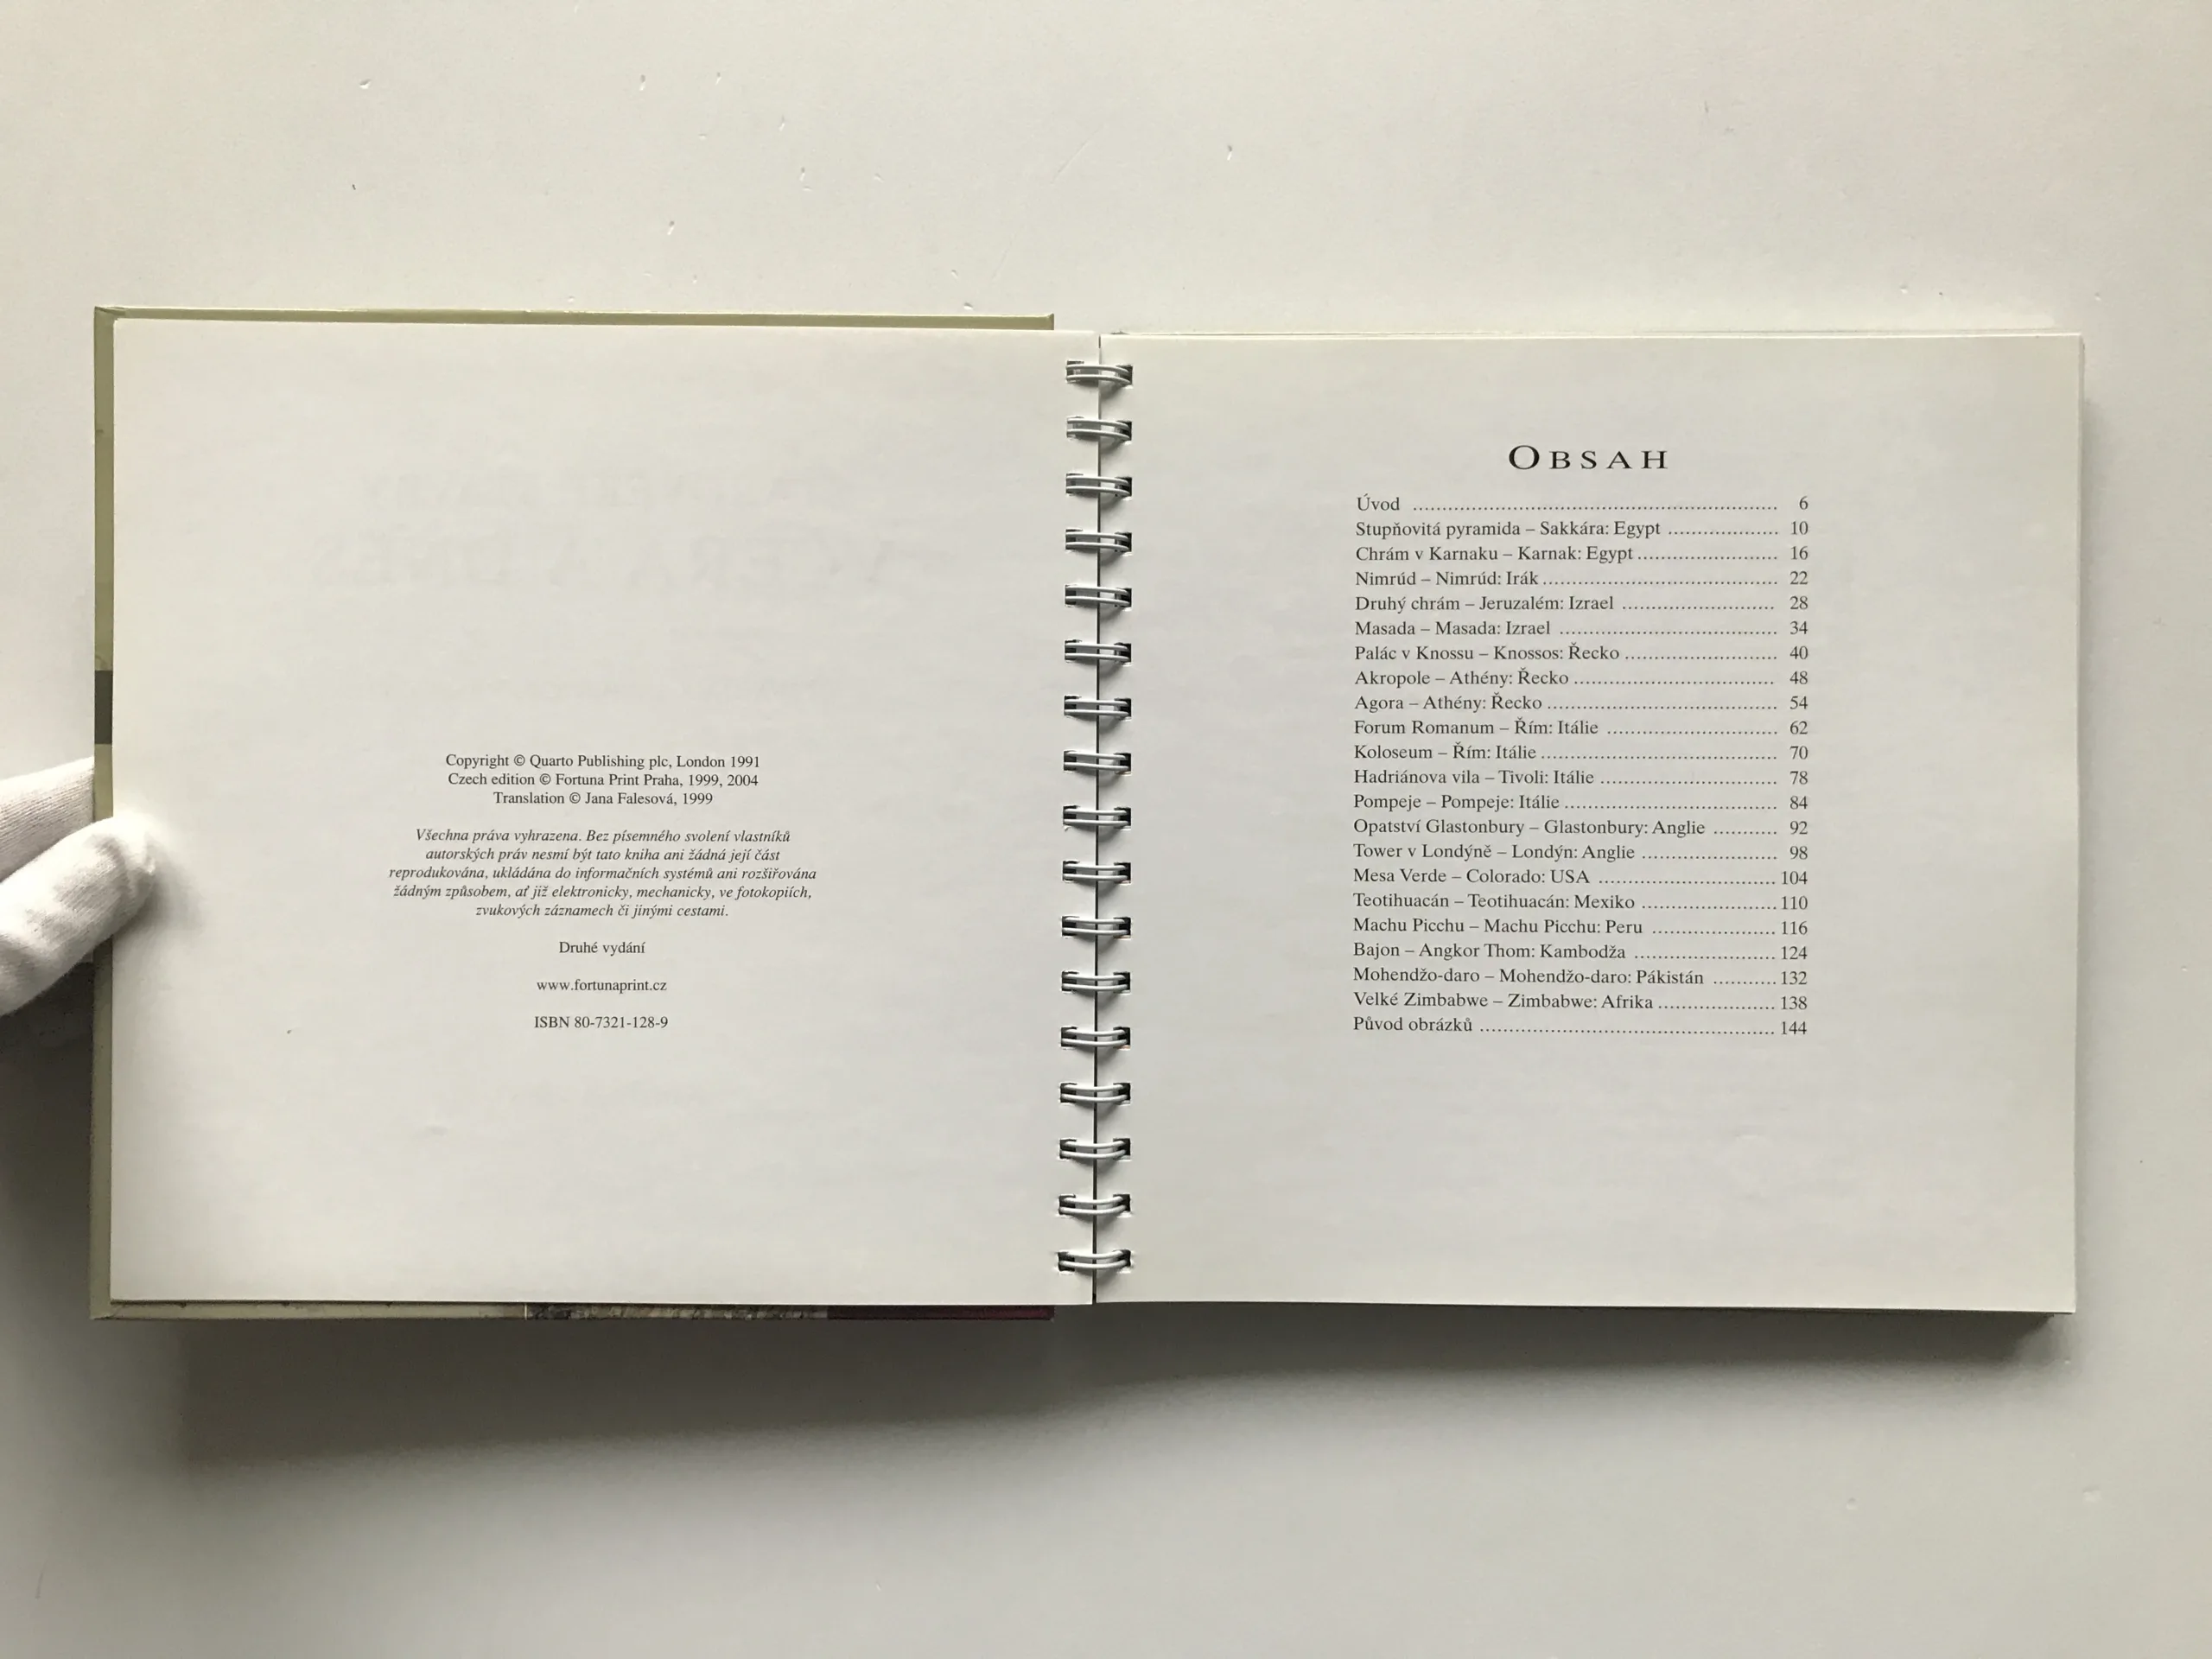 Copyright © Quarto Publishing plc, London 1991
Czech edition © Fortuna Print Praha, 1999, 2004
Translation © Jana Falesová, 1999
Všechna práva vyhrazena. Bez písemného svolení vlastníků
autorských práv nesmí být tato kniha ani žádná její část
reprodukována, ukládána do informačních systémů ani rozšiřována
žádným způsobem, ať již elektronicky, mechanicky, ve fotokopiích,
zvukových záznamech či jinými cestami.
Druhé vydání
www.fortunaprint.cz
ISBN 80-7321-128-9
OBSAH
Úvod .............................................................. 6
Stupňovitá pyramida – Sakkára: Egypt ................... 10
Chrám v Karnaku – Karnak: Egypt ........................ 16
Nimrúd – Nimrúd: Irák ........................................ 22
Druhý chrám – Jeruzalém: Izrael .......................... 28
Masada – Masada: Izrael ..................................... 34
Palác v Knossu – Knossos: Řecko .......................... 40
Akropole – Athény: Řecko .................................. 48
Agora – Athény: Řecko ....................................... 54
Forum Romanum – Řím: Itálie ............................. 62
Koloseum – Řím: Itálie ........................................ 70
Hadriánova vila – Tivoli: Itálie .............................. 78
Pompeje – Pompeje: Itálie .................................... 84
Opatství Glastonbury – Glastonbury: Anglie ........... 92
Tower v Londýně – Londýn: Anglie ....................... 98
Mesa Verde – Colorado: USA .............................. 104
Teotihuacán – Teotihuacán: Mexiko ....................... 110
Machu Picchu – Machu Picchu: Peru ..................... 116
Bajon – Angkor Thom: Kambodža ........................ 124
Mohendžo-daro – Mohendžo-daro: Pákistán ........... 132
Velké Zimbabwe – Zimbabwe: Afrika .................... 138
Původ obrázků .................................................. 144